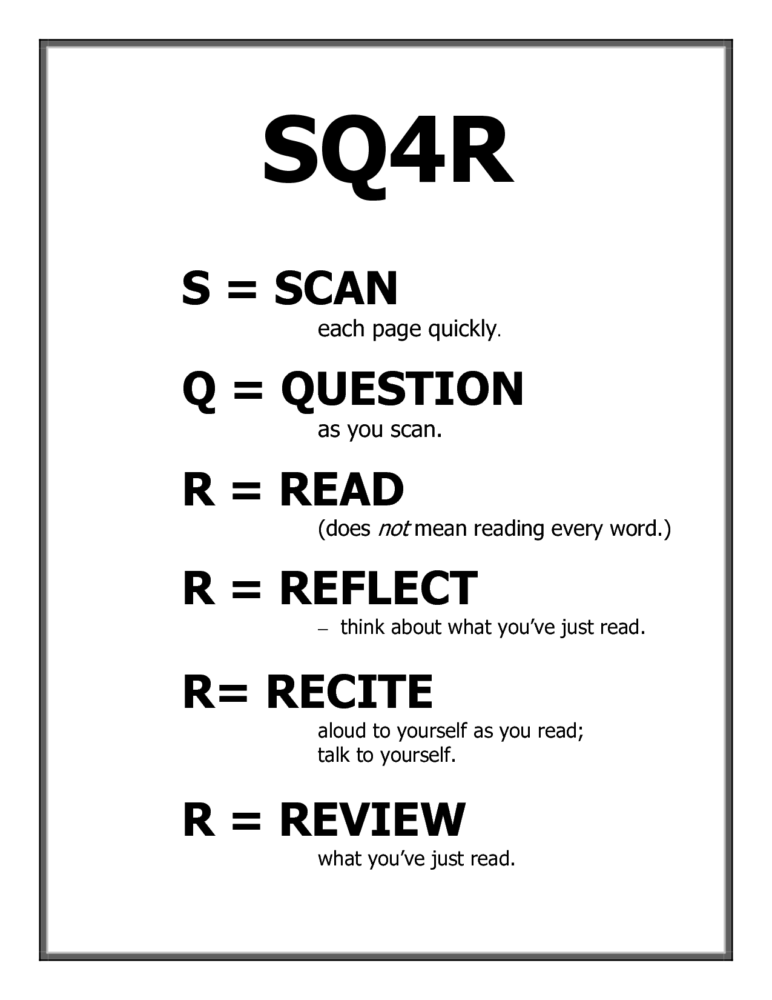 SQ4R
S = SCAN
each page quickly.
Q = QUESTION
as you scan.
R = READ
(does not mean reading every word.)
R = REFLECT
– think about what you’ve just read.
R= RECITE
aloud to yourself as you read;
talk to yourself.
R = REVIEW
what you’ve just read.